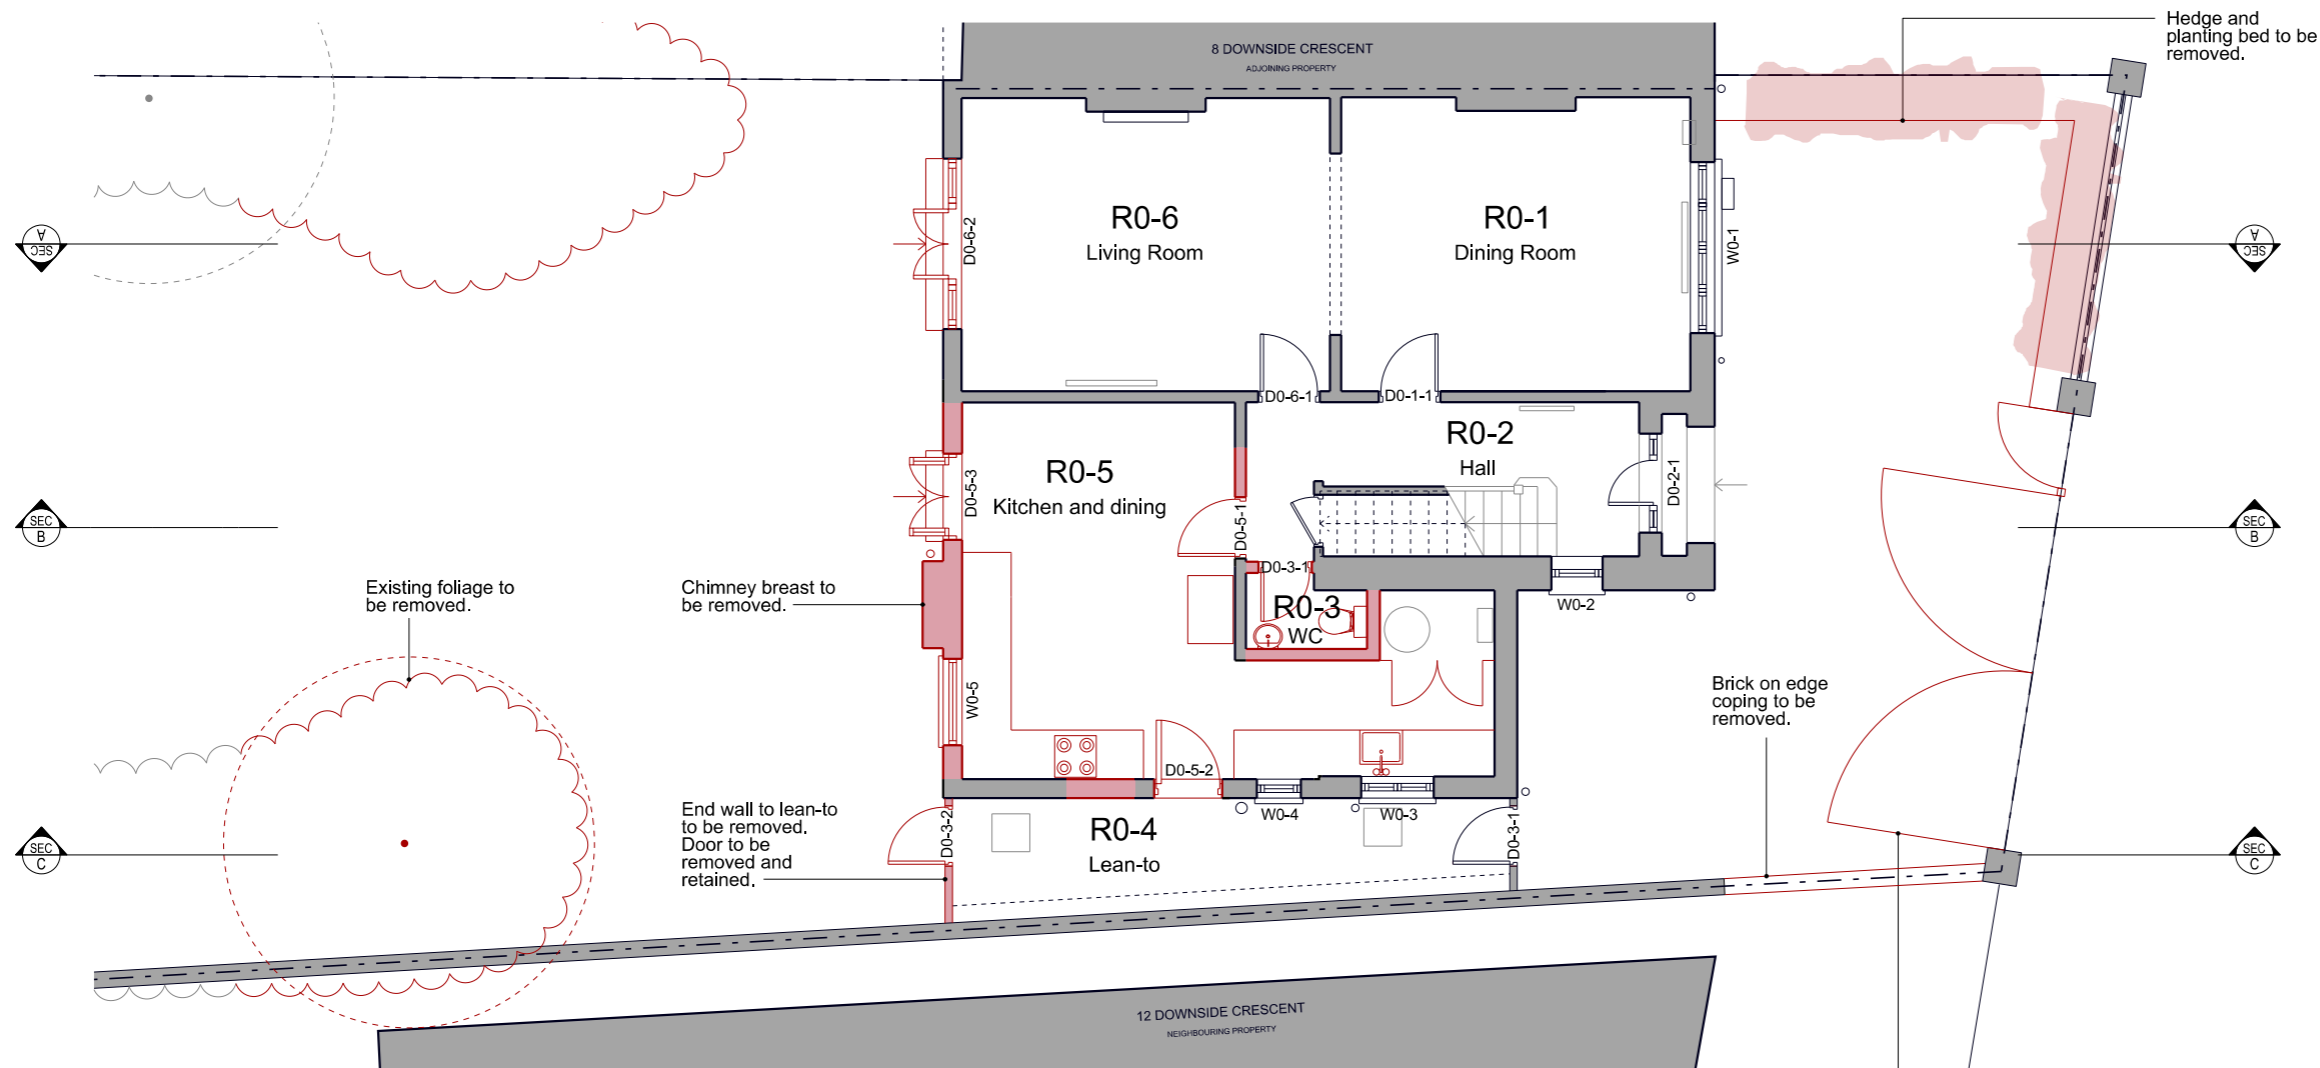 Hedge and
planting bed to be
removed.
8 DOWNSIDE CRESCENT
ADJOINING PROPERTY
A
SEC
R0-6
Living Room
D0-6-2
R0-1
Dining Room
W0-1
A
SEC
D0-6-1
D0-1-1
R0-2
Hall
D0-2-1
R0-5
Kitchen and dining
D0-5-3
D0-5-1
SEC
B
SEC
B
D0-3-1
R0-3
WC
W0-2
Existing foliage to
be removed.
Chimney breast to
be removed.
W0-5
Brick on edge
coping to be
removed.
D0-5-2
W0-4
W0-3
End wall to lean-to
to be removed.
Door to be
removed and
retained.
D0-3-2
R0-4
Lean-to
D0-3-1
SEC
C
SEC
C
12 DOWNSIDE CRESCENT
NEIGHBOURING PROPERTY